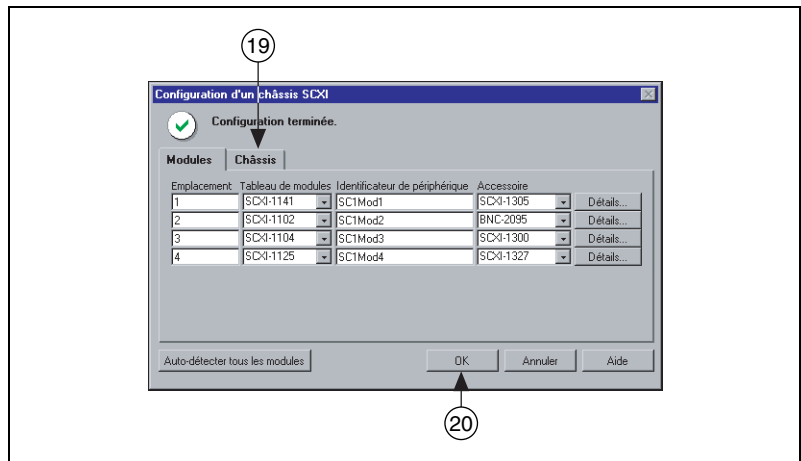 19
Configuration d'un châssis SCXI
Configuration terminée.
Modules Châssis
Emplacement Tableau de modules Identificateur de périphérique Accessoire
1 SCXI-1141 SC1Mod1 SCXI-1305 Détails...
2 SCXI-1102 SC1Mod2 BNC-2095 Détails...
3 SCXI-1104 SC1Mod3 SCXI-1300 Détails...
4 SCXI-1125 SC1Mod4 SCXI-1327 Détails...
Auto-détecter tous les modules OK Annuler Aide
20